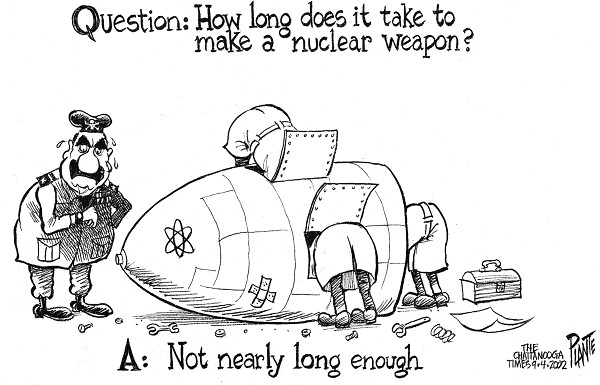 Question: How long does it take to
make a nuclear weapon?
A: Not nearly long enough
THE
CHATTANOOGA
TIMES 9.4.2002
PLANTE